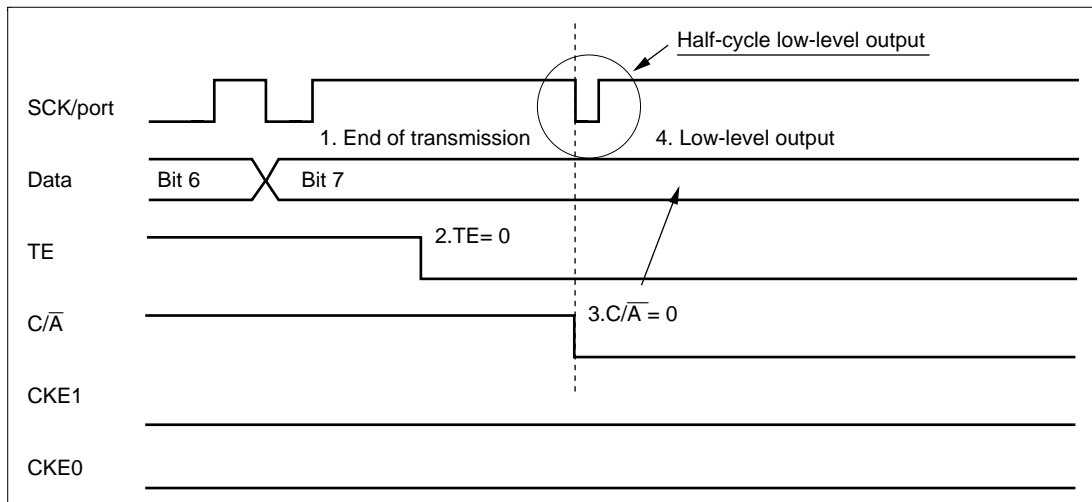 Half-cycle low-level output
SCK/port
1. End of transmission
4. Low-level output
Data
Bit 6
Bit 7
TE
2.TE= 0
C/A̅
3.C/A̅ = 0
CKE1
CKE0